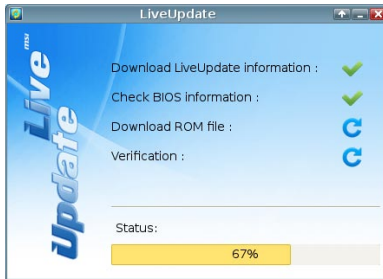 LiveUpdate
msi
Live
Update
Download LiveUpdate information :
Check BIOS information :
Download ROM file :
Verification :
Status:
67%